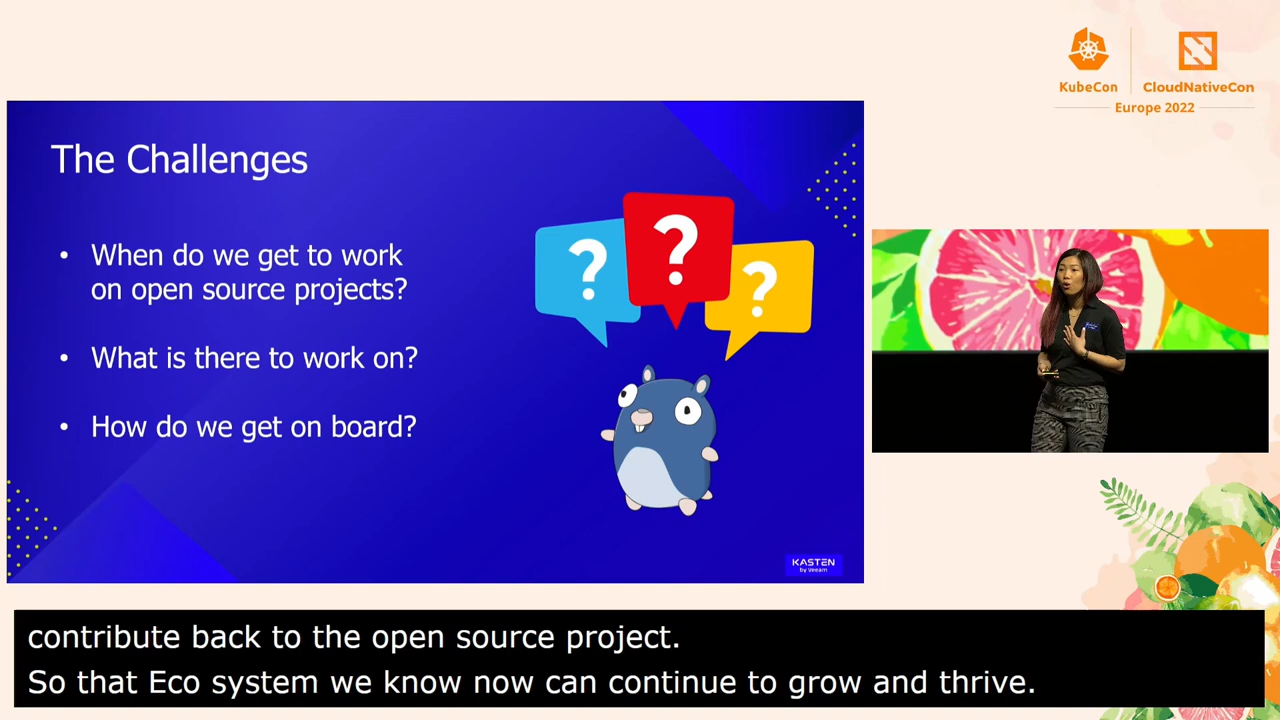 KubeCon
CloudNativeCon
Europe 2022
The Challenges
• When do we get to work
on open source projects?
• What is there to work on?
• How do we get on board?
? ? ?
KASTEN
by Veeam
contribute back to the open source project.
So that Eco system we know now can continue to grow and thrive.